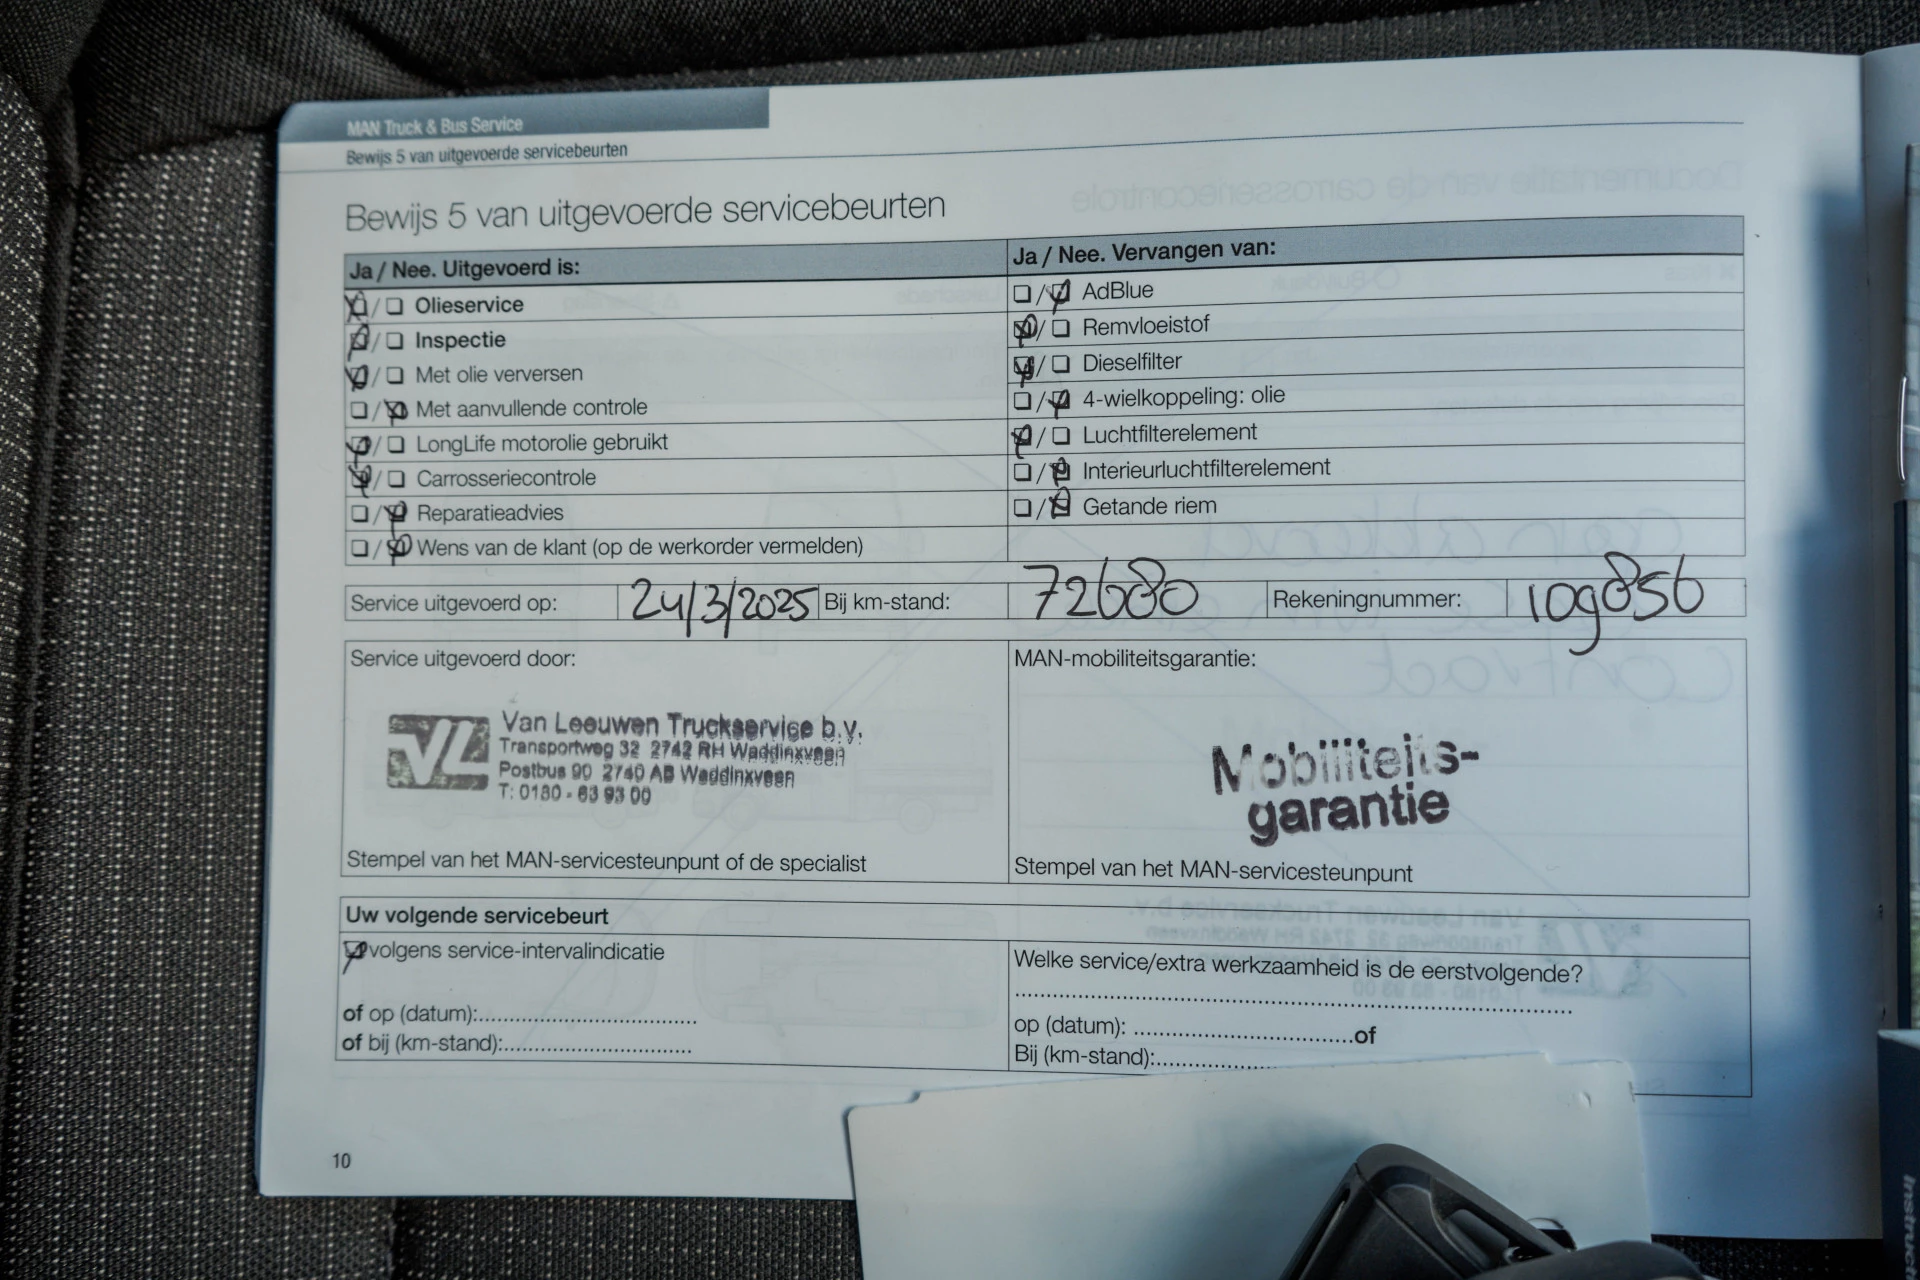 MAN Truck & Bus Service
Bewijs 5 van uitgevoerde servicebeurten
Bewijs 5 van uitgevoerde servicebeurten
Ja / Nee. Uitgevoerd is:
Olieservice
Inspectie
Met olie verversen
Met aanvullende controle
LongLife motorolie gebruikt
Carrosseriecontrole
Reparatieadvies
Wens van de klant (op de werkorder vermelden)
Ja / Nee. Vervangen van:
AdBlue
Remvloeistof
Dieselfilter
4-wielkoppeling: olie
Luchtfilterelement
Interieurluchtfilterelement
Getande riem
Service uitgevoerd op: 24/3/2025 Bij km-stand: 72680 Rekeningnummer: 109856
Service uitgevoerd door:
VL
Van Leeuwen Truckservice b.v.
Transportweg 32 2742 RH Waddinxveen
Postbus 90 2740 AB Waddinxveen
T: 0180 - 63 93 00
Stempel van het MAN-servicesteunpunt of de specialist
MAN-mobiliteitsgarantie:
Mobiliteits-
garantie
Stempel van het MAN-servicesteunpunt
Uw volgende servicebeurt
volgens service-intervalindicatie
of op (datum):
of bij (km-stand):
Welke service/extra werkzaamheid is de eerstvolgende?
op (datum): of
Bij (km-stand):
10